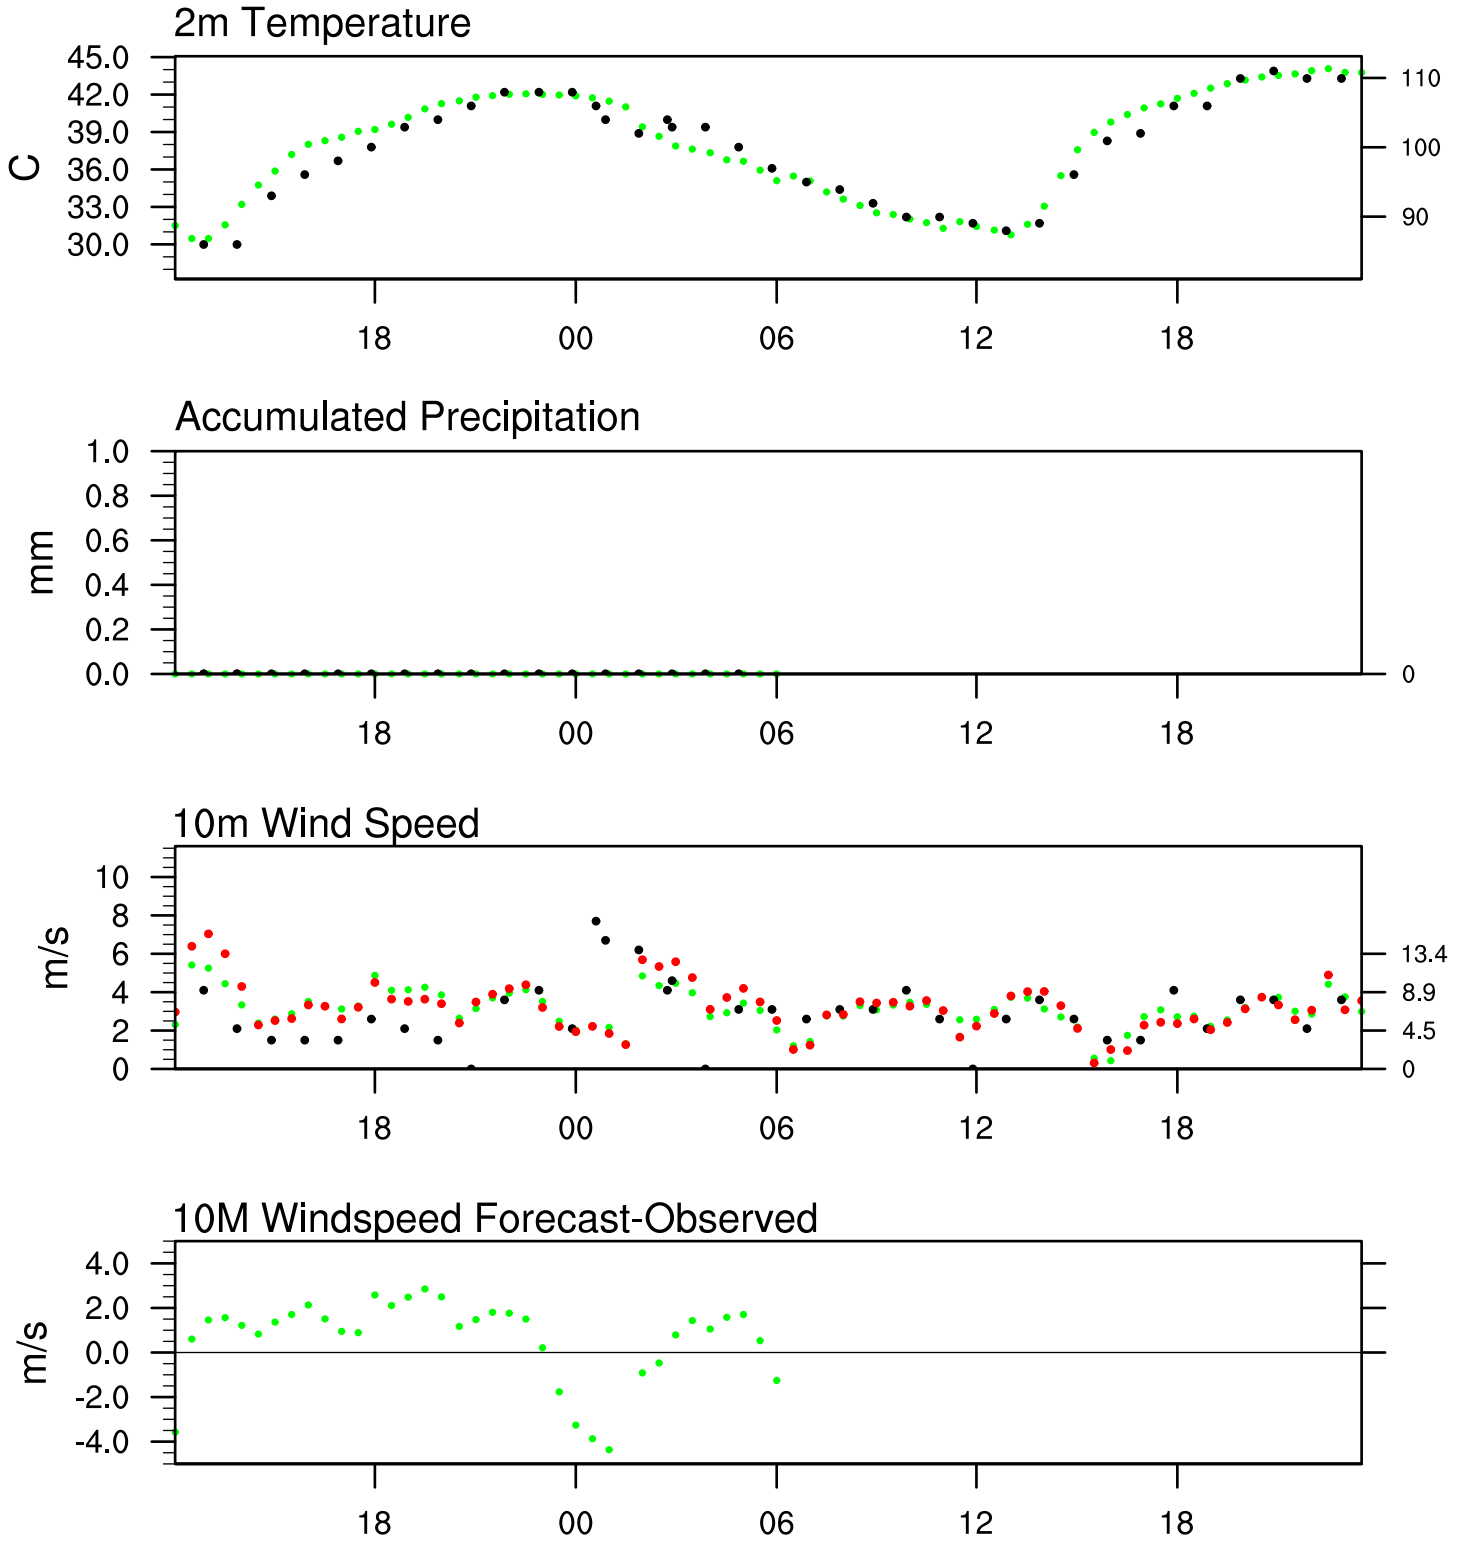 2m Temperature
45.0
42.0
39.0
36.0
33.0
30.0
C
110
100
90
18 00 06 12 18
Accumulated Precipitation
1.0
0.8
0.6
0.4
0.2
0.0
mm
0
18 00 06 12 18
10m Wind Speed
10
8
6
4
2
0
m/s
13.4
8.9
4.5
0
18 00 06 12 18
10M Windspeed Forecast-Observed
4.0
2.0
0.0
-2.0
-4.0
m/s
18 00 06 12 18